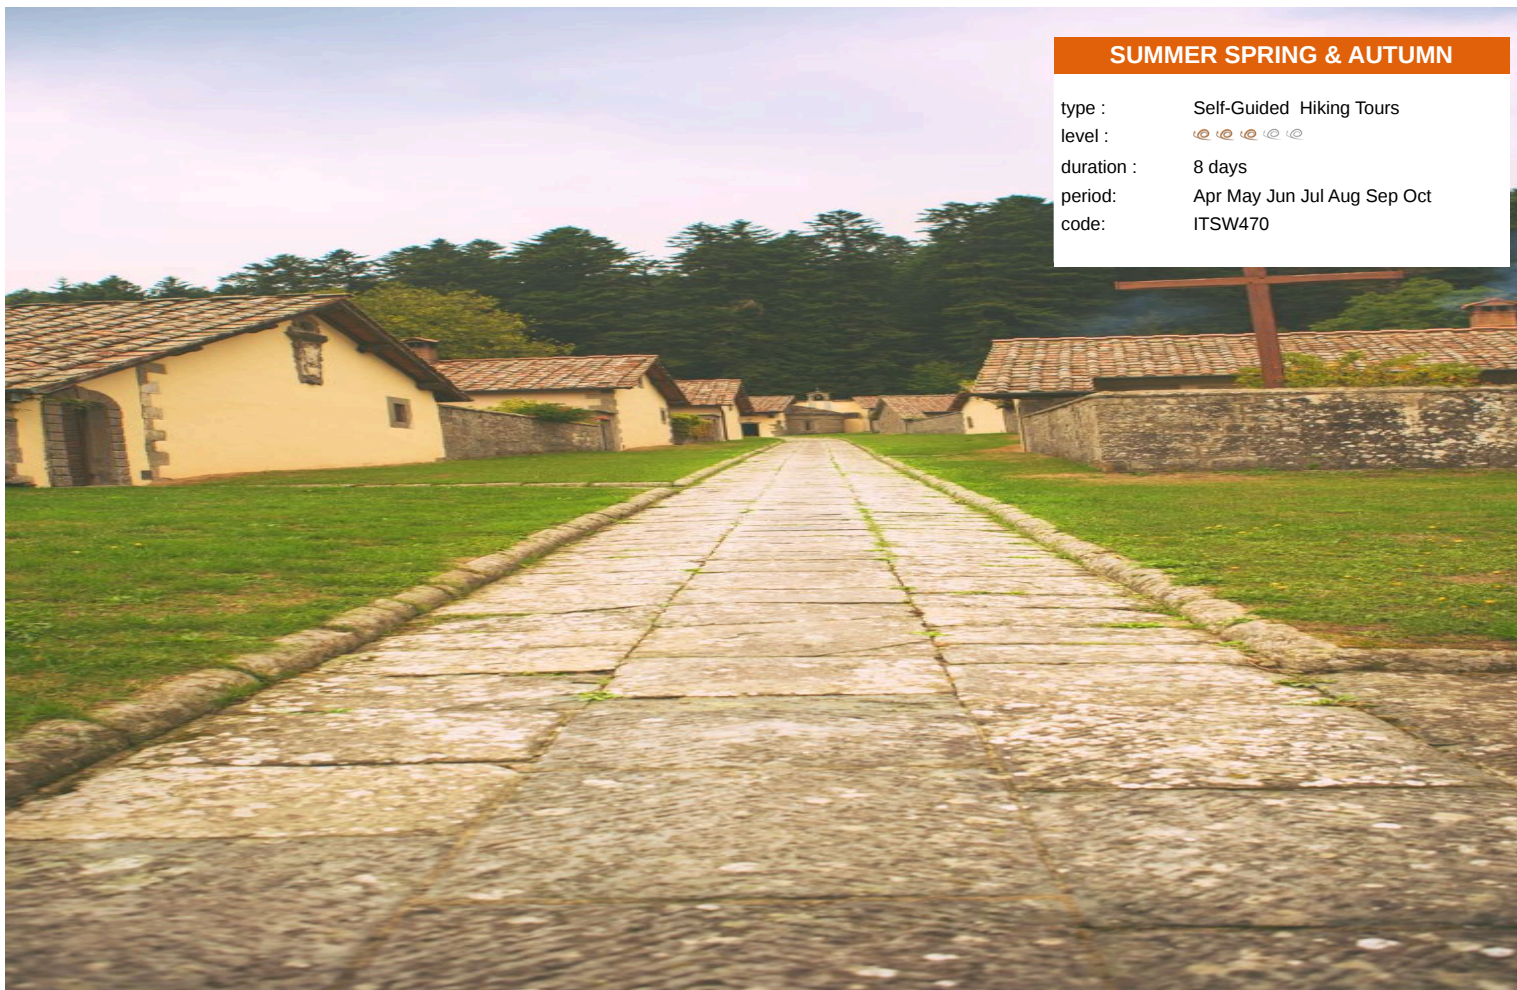 SUMMER SPRING & AUTUMN
type : Self-Guided  Hiking Tours
level :
duration : 8 days
period: Apr May Jun Jul Aug Sep Oct
code: ITSW470